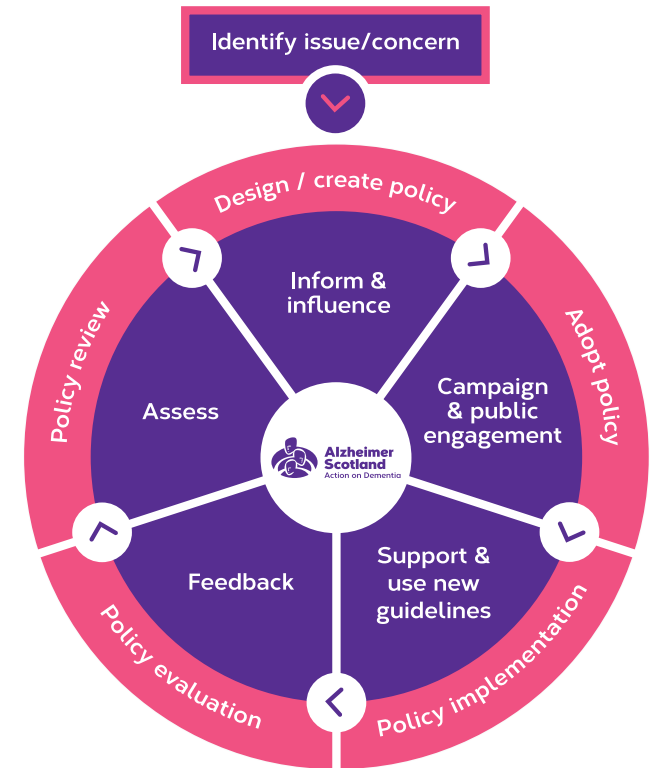 Identify issue/concern
Design / create policy
Inform &
influence
Adopt policy
Campaign
& public
engagement
Policy implementation
Support &
use new
guidelines
Policy evaluation
Feedback
Policy review
Assess
Alzheimer
Scotland
Action on Dementia